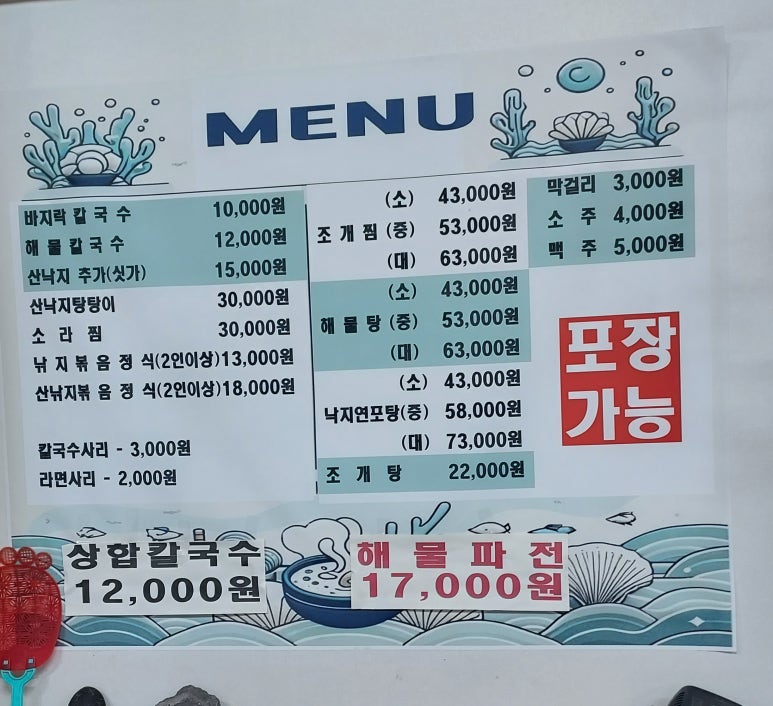 MENU
바지락칼국수 10,000원
해물칼국수 12,000원
산낙지 추가(싯가) 15,000원
산낙지탕탕이 30,000원
소라찜 30,000원
낚지볶음정식(2인이상)13,000원
산낚지볶음정식(2인이상)18,000원
칼국수사리 - 3,000원
라면사리 - 2,000원
(소) 43,000원
조개찜(중) 53,000원
(대) 63,000원
(소) 43,000원
해물탕(중) 53,000원
(대) 63,000원
(소) 43,000원
낙지연포탕(중) 58,000원
(대) 73,000원
조개탕 22,000원
막걸리 3,000원
소주 4,000원
맥주 5,000원
포장
가능
상합칼국수
12,000원
해물파전
17,000원